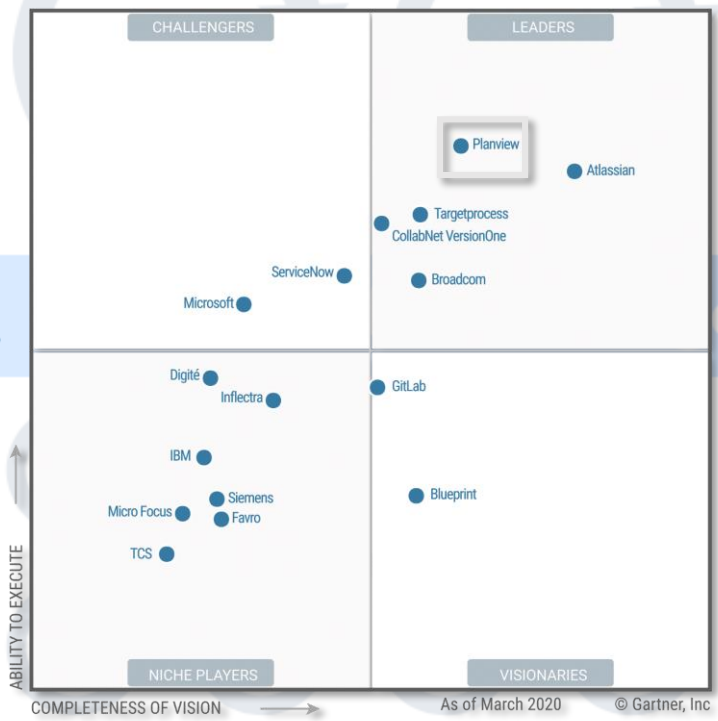 CHALLENGERS
LEADERS
Planview
Atlassian
Targetprocess
CollabNet VersionOne
ServiceNow
Broadcom
Microsoft
Digité
GitLab
Inflectra
IBM
Siemens
Blueprint
Micro Focus
Favro
TCS
ABILITY TO EXECUTE
NICHE PLAYERS
VISIONARIES
COMPLETENESS OF VISION
As of March 2020
© Gartner, Inc